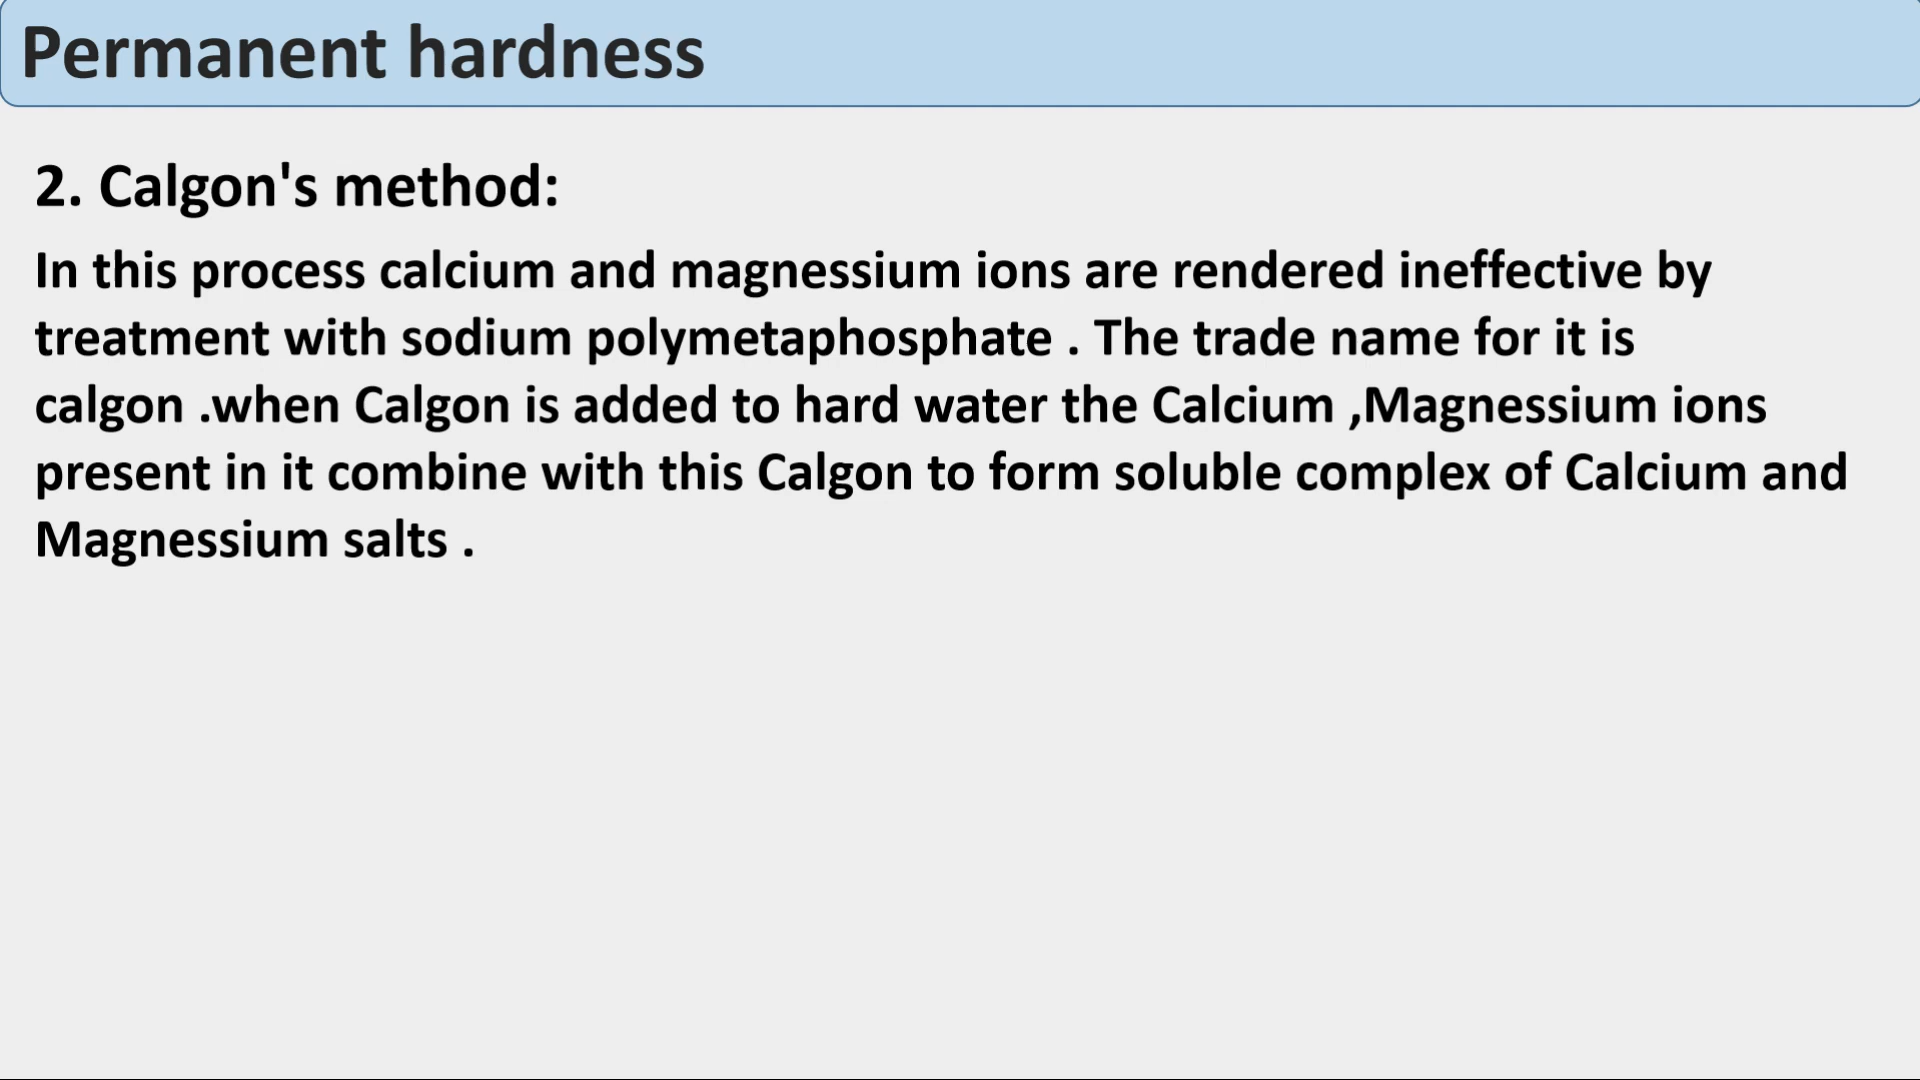 Permanent hardness
2. Calgon's method:
In this process calcium and magnessium ions are rendered ineffective by
treatment with sodium polymetaphosphate . The trade name for it is
calgon .when Calgon is added to hard water the Calcium ,Magnessium ions
present in it combine with this Calgon to form soluble complex of Calcium and
Magnessium salts .